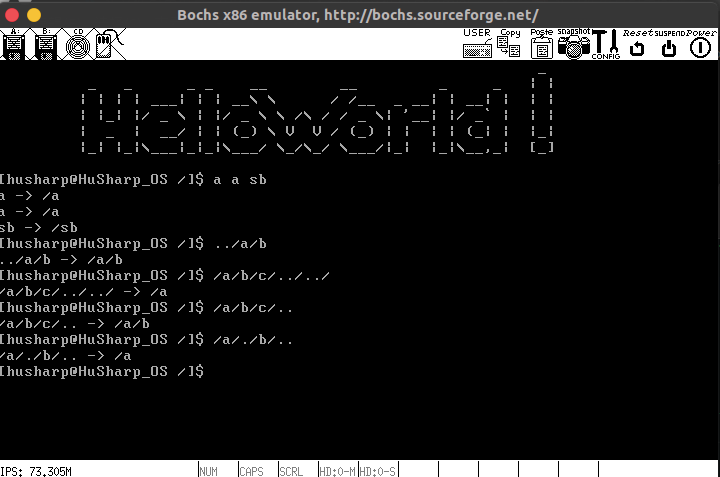 Bochs x86 emulator, http://bochs.sourceforge.net/
A: B: CD USER Copy Paste snapshot CONFIG Reset SUSPEND Power
HelloWorld!
[husharp@HuSharp_OS /]$ a a sb
a -> /a
a -> /a
sb -> /sb
[husharp@HuSharp_OS /]$ ../a/b
../a/b -> /a/b
[husharp@HuSharp_OS /]$ /a/b/c/../../
/a/b/c/../../ -> /a
[husharp@HuSharp_OS /]$ /a/b/c/..
/a/b/c/.. -> /a/b
[husharp@HuSharp_OS /]$ /a/./b/..
/a/./b/.. -> /a
[husharp@HuSharp_OS /]$
IPS: 73.305M NUM CAPS SCRL HD:0-M HD:0-S